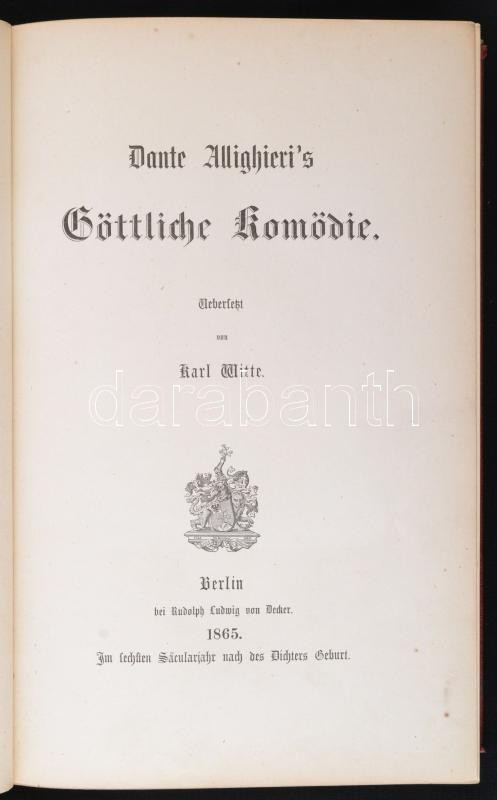 Dante Allighieri's
Göttliche Komödie.
Uebersetzt
von
Karl Witte.
darabanth
Berlin
bei Rudolph Ludwig von Decker.
1865.
Im sechsten Säcularjahr nach des Dichters Geburt.